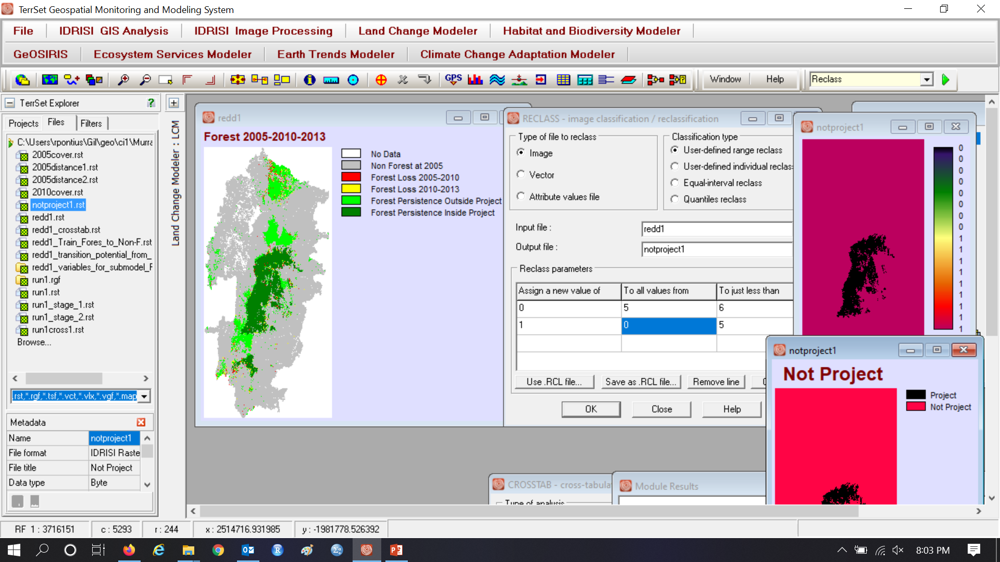 TerrSet Geospatial Monitoring and Modeling System
File IDRISI GIS Analysis IDRISI Image Processing Land Change Modeler Habitat and Biodiversity Modeler
GeOSIRIS Ecosystem Services Modeler Earth Trends Modeler Climate Change Adaptation Modeler
GPS Window Help Reclass
TerrSet Explorer ?
Projects Files Filters
C:\Users\rpontius\Gil\geo\ci1\Murra
2005cover.rst
2005distance1.rst
2005distance2.rst
2010cover.rst
notproject1.rst
redd1.rst
redd1_crosstab.rst
redd1_Train_Fores_to_Non-F.rst
redd1_transition_potential_from_
redd1_variables_for_submodel_F
run1.rgf
run1.rst
run1_stage_1.rst
run1_stage_2.rst
run1cross1.rst
Browse...
.rst,*.rgf,*.tsf,*.vct,*.vlx,*.vgf,*.map
Metadata
Name notproject1
File format IDRISI Raste
File title Not Project
Data type Byte
Land Change Modeler : LCM
redd1
Forest 2005-2010-2013
No Data
Non Forest at 2005
Forest Loss 2005-2010
Forest Loss 2010-2013
Forest Persistence Outside Project
Forest Persistence Inside Project
RECLASS - image classification / reclassification
Type of file to reclass
Image
Vector
Attribute values file
Classification type
User-defined range reclass
User-defined individual reclas
Equal-interval reclass
Quantiles reclass
Input file : redd1
Output file : notproject1
Reclass parameters
Assign a new value of To all values from To just less than
0 5 6
1 0 5
Use .RCL file... Save as .RCL file... Remove line
OK Close Help
notproject1
0
0
0
0
0
0
0
0
1
1
1
1
1
1
1
1
1
notproject1
Not Project
Project
Not Project
CROSSTAB - cross-tabula
Type of analysis
Module Results
RF 1 : 3716151 c : 5293 r : 244 x : 2514716.931985 y : -1981778.526392
8:03 PM